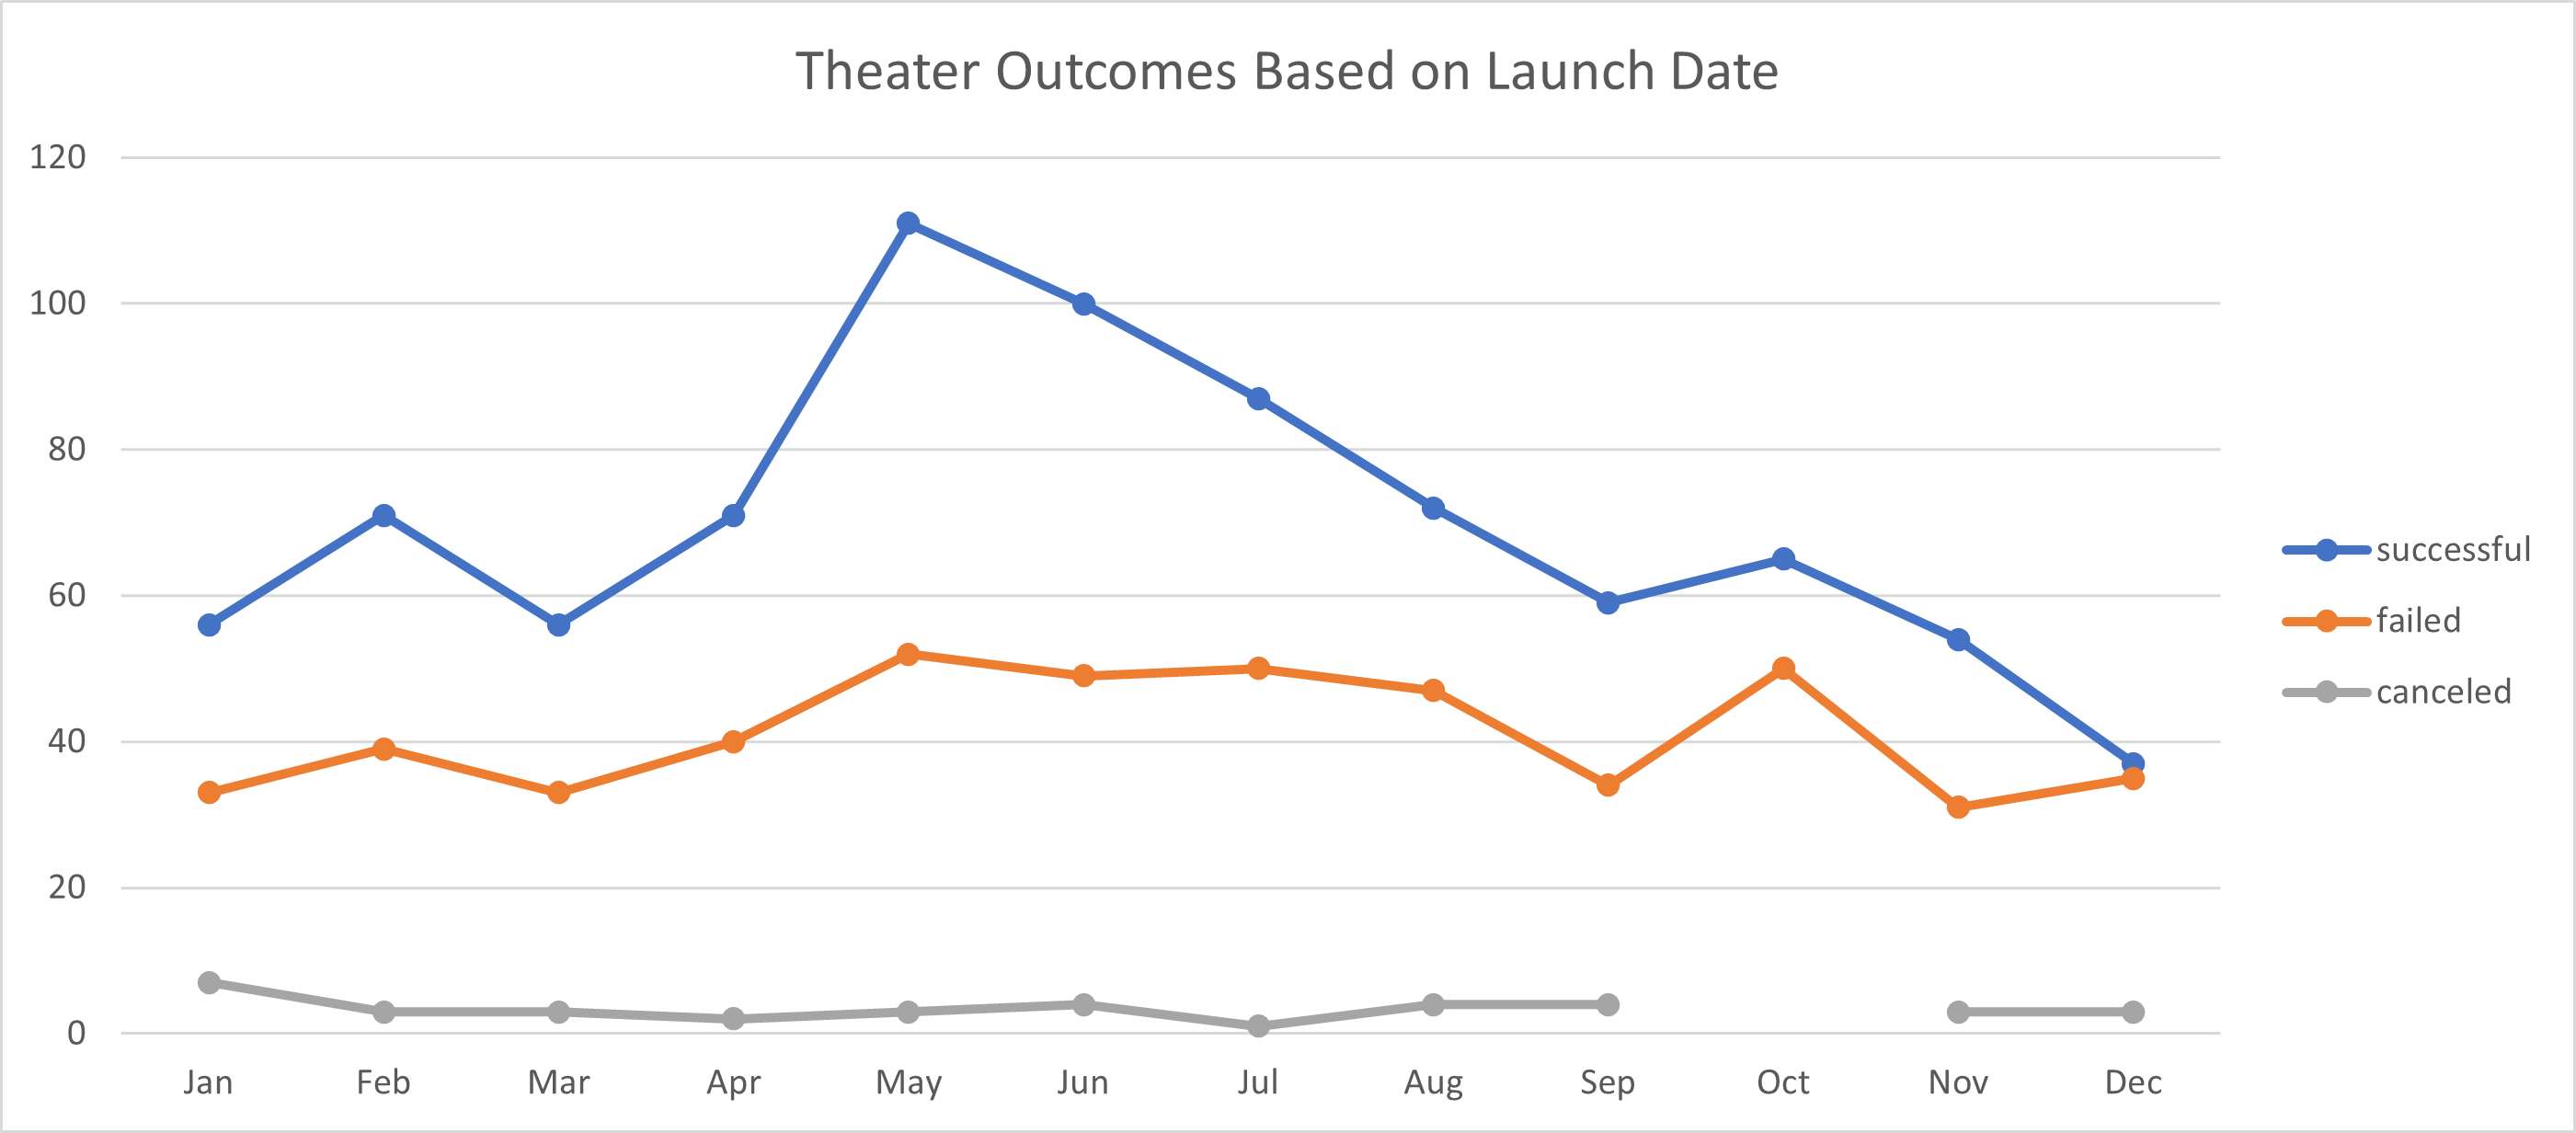 Theater Outcomes Based on Launch Date
120
100
80
60
40
20
0
Jan Feb Mar Apr May Jun Jul Aug Sep Oct Nov Dec
successful
failed
canceled